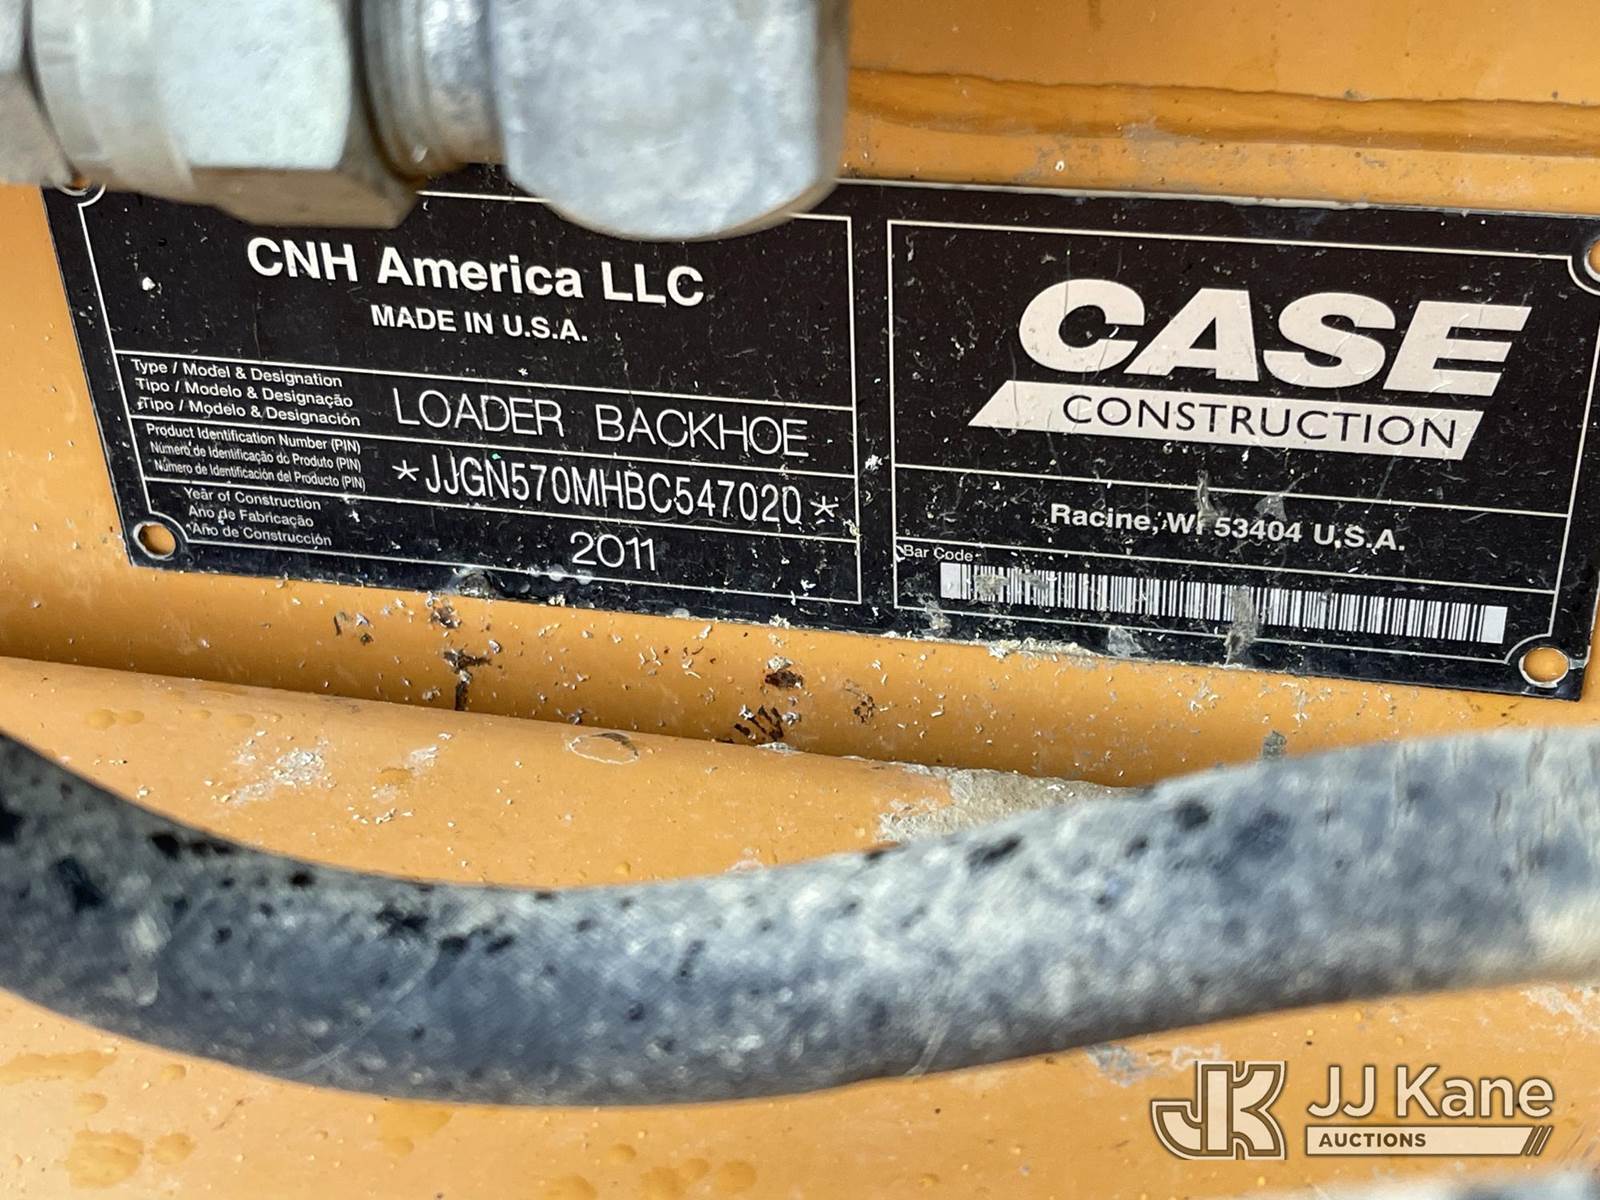 CNH America LLC
MADE IN U.S.A.
Type / Model & Designation
Tipo / Modelo & Designação
Tipo / Modelo & Designación
LOADER BACKHOE
Product Identification Number (PIN)
Número de Identificação do Produto (PIN)
Número de Identificación del Producto (PIN)
*JJGN570MHBC547020*
Year of Construction
Ano de Fabricação
Año de Construcción
2011
CASE
CONSTRUCTION
Racine, WI 53404 U.S.A.
Bar Code
JK JJ Kane
AUCTIONS